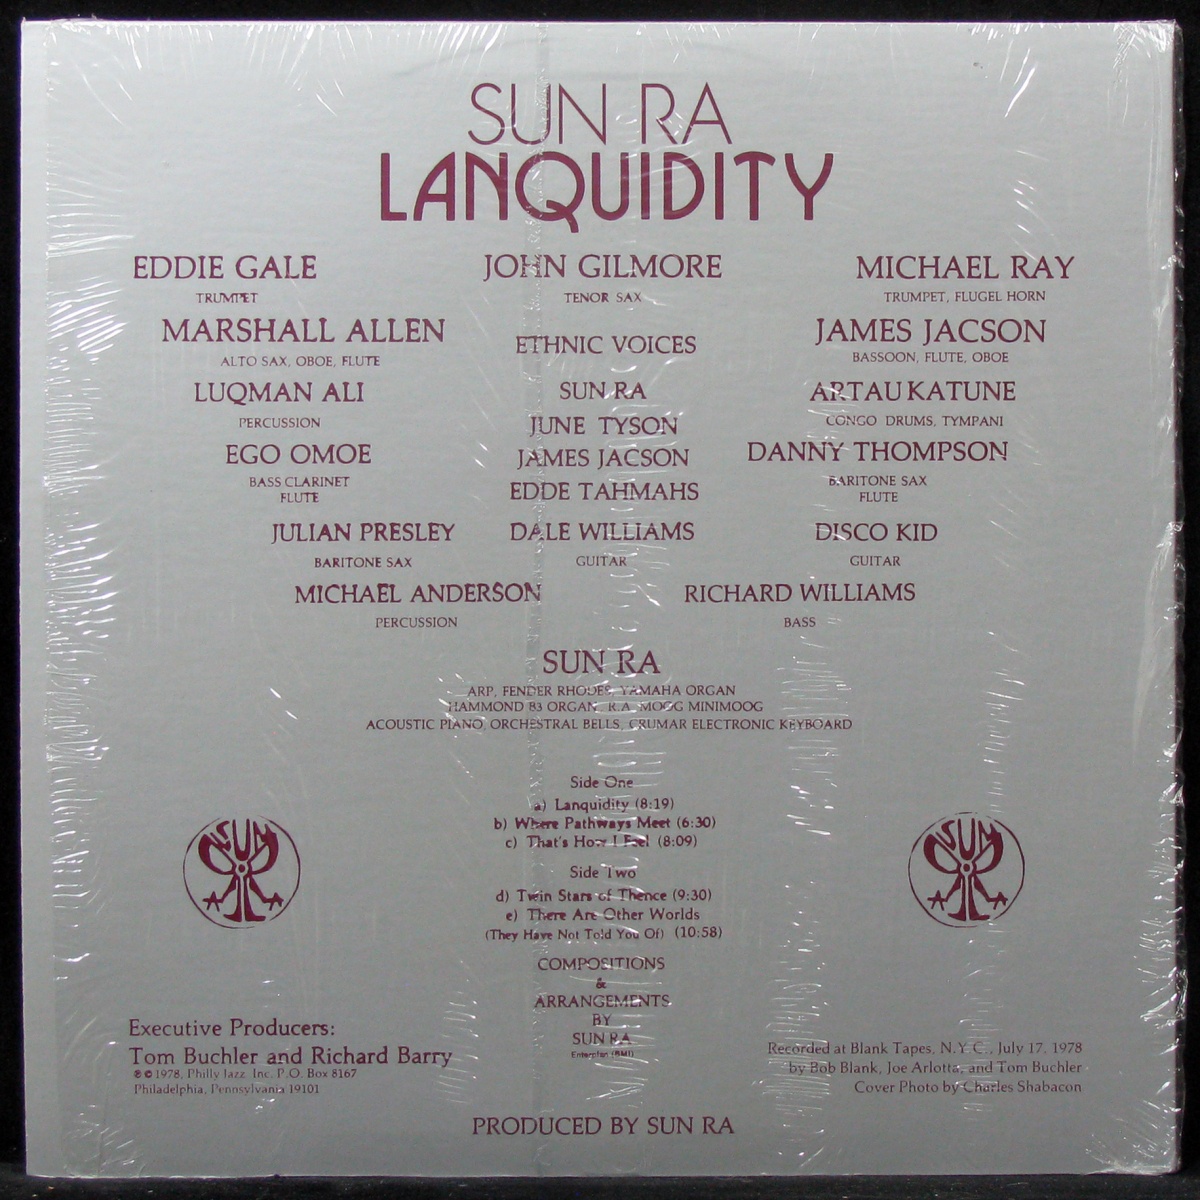 SUN RA
LANQUIDITY
EDDIE GALE
TRUMPET
JOHN GILMORE
TENOR SAX
MICHAEL RAY
TRUMPET, FLUGEL HORN
MARSHALL ALLEN
ALTO SAX, OBOE, FLUTE
ETHNIC VOICES
JAMES JACSON
BASSOON, FLUTE, OBOE
LUQMAN ALI
PERCUSSION
SUN RA
JUNE TYSON
JAMES JACSON
EDDE TAHMAHS
ARTAU KATUNE
CONGO DRUMS, TYMPANI
EGO OMOE
BASS CLARINET
FLUTE
DANNY THOMPSON
BARITONE SAX
FLUTE
JULIAN PRESLEY
BARITONE SAX
DALE WILLIAMS
GUITAR
DISCO KID
GUITAR
MICHAEL ANDERSON
PERCUSSION
RICHARD WILLIAMS
BASS
SUN RA
ARP, FENDER RHODES, YAMAHA ORGAN
HAMMOND B3 ORGAN, R.A. MOOG MINIMOOG
ACOUSTIC PIANO, ORCHESTRAL BELLS, CRUMAR ELECTRONIC KEYBOARD
Side One
a) Lanquidity (8:19)
b) Where Pathways Meet (6:30)
c) That's How I Feel (8:09)
Side Two
d) Twin Stars of Thence (9:30)
e) There Are Other Worlds
(They Have Not Told You Of) (10:58)
SUN
RA
SUN
RA
COMPOSITIONS
&
ARRANGEMENTS
BY
SUN RA
Enterplan (BMI)
Executive Producers:
Tom Buchler and Richard Barry
℗ © 1978, Philly Jazz, Inc. P.O. Box 8167
Philadelphia, Pennsylvania 19101
Recorded at Blank Tapes, N.Y.C., July 17, 1978
by Bob Blank, Joe Arlotta, and Tom Buchler
Cover Photo by Charles Shabacon
PRODUCED BY SUN RA